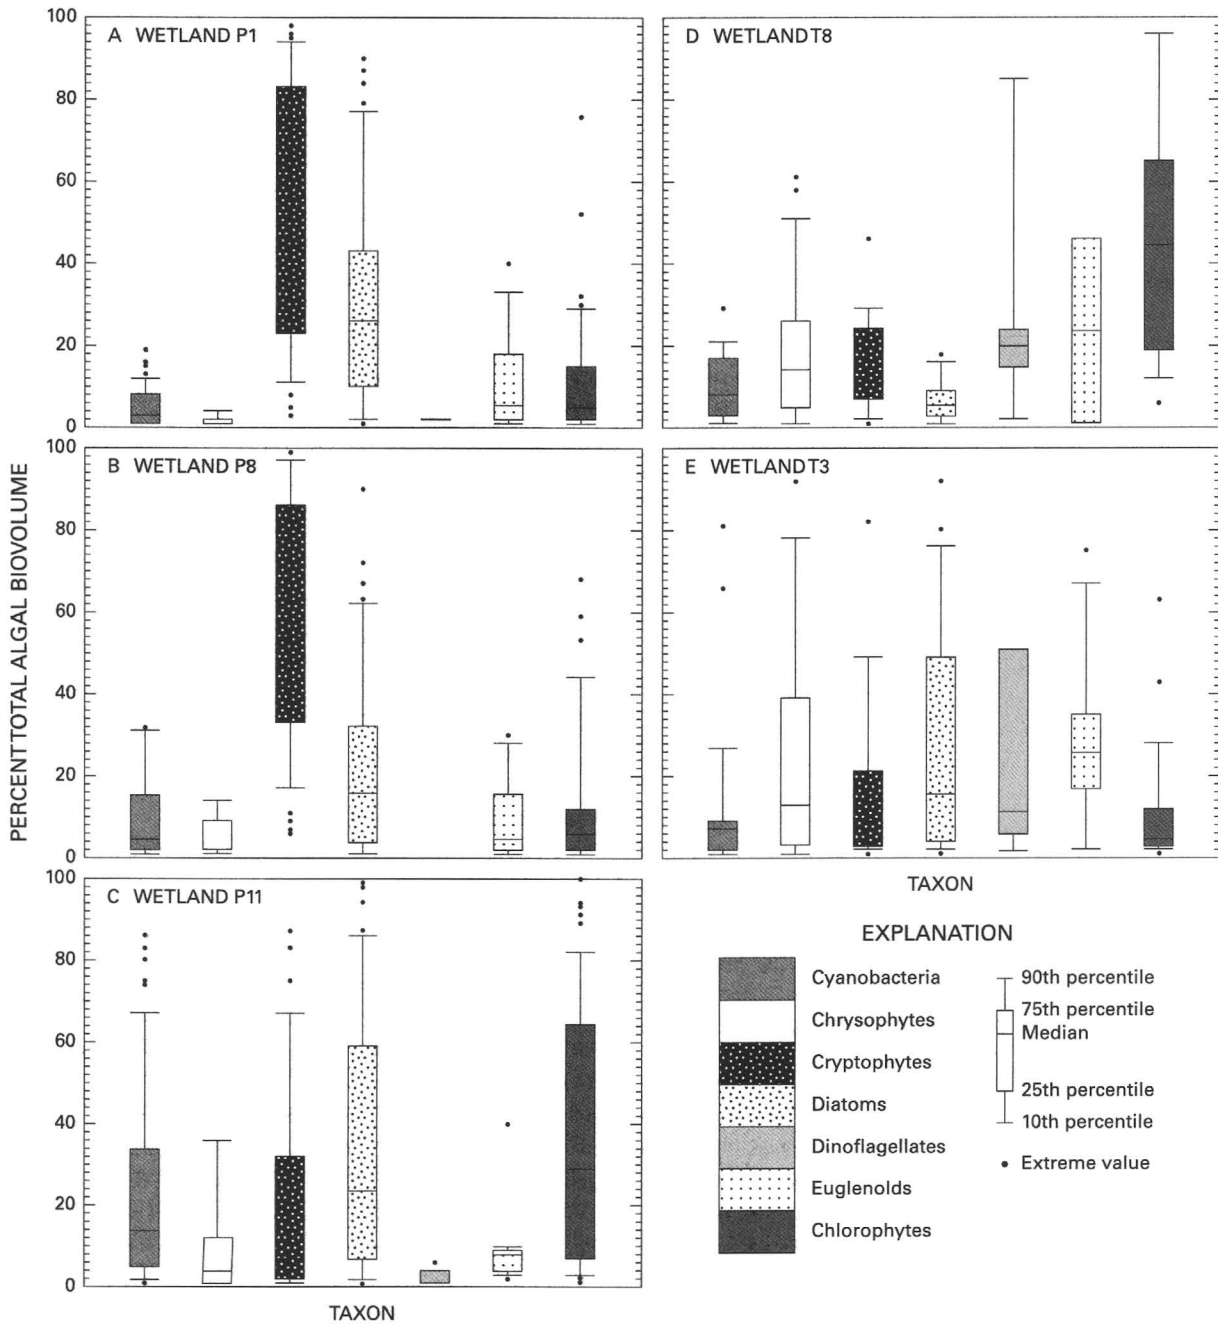 PERCENT TOTAL ALGAL BIOVOLUME
A WETLAND P1
100
80
60
40
20
0
B WETLAND P8
100
80
60
40
20
0
C WETLAND P11
100
80
60
40
20
0
TAXON
D WETLAND T8
E WETLAND T3
TAXON
EXPLANATION
Cyanobacteria
Chrysophytes
Cryptophytes
Diatoms
Dinoflagellates
Euglenolds
Chlorophytes
90th percentile
75th percentile
Median
25th percentile
10th percentile
Extreme value